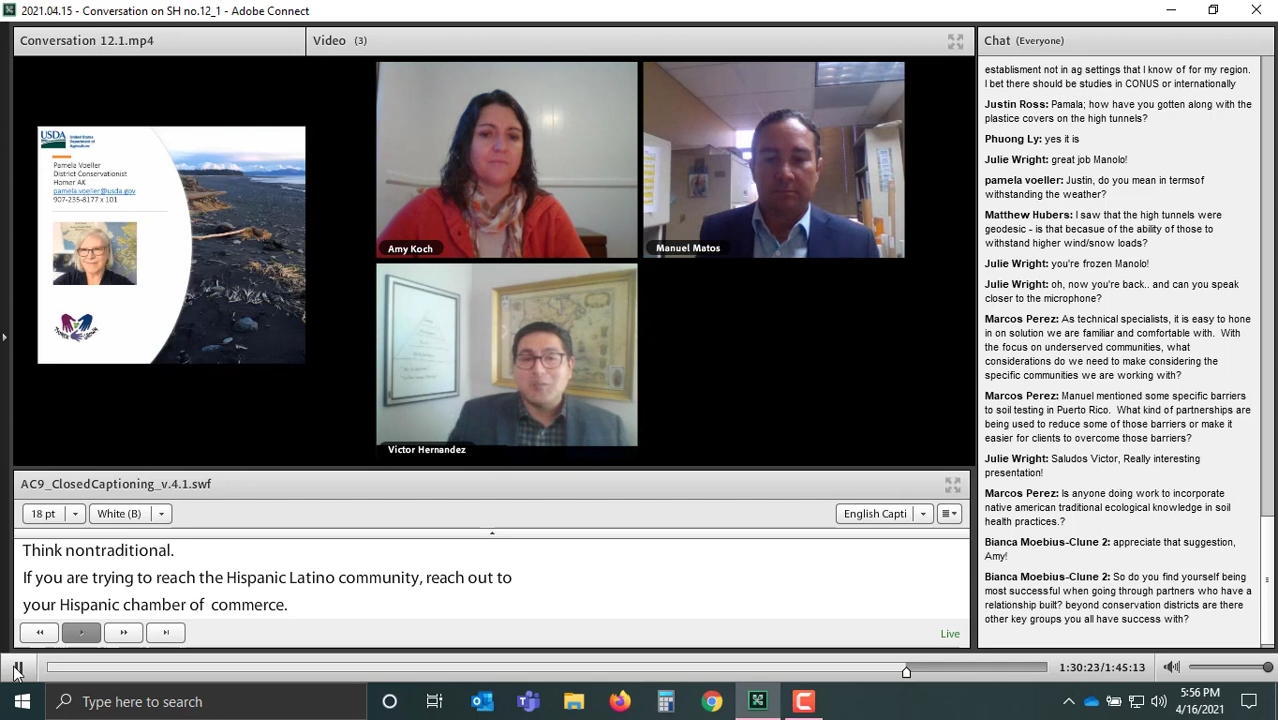 2021.04.15 - Conversation on SH no.12_1 - Adobe Connect
Conversation 12.1.mp4
USDA
United States
Department of
Agriculture
Pamela Voeller
District Conservationist
Homer AK
pamela.voeller@usda.gov
907-235-8177 x 101
Video (3)
Amy Koch
Manuel Matos
Victor Hernandez
AC9_ClosedCaptioning_v.4.1.swf
18 pt
White (B)
English Capti
Think nontraditional.
If you are trying to reach the Hispanic Latino community, reach out to
your Hispanic chamber of commerce.
Live
Chat (Everyone)
establisment not in ag settings that I know of for my region.
I bet there should be studies in CONUS or internationally
Justin Ross: Pamala; how have you gotten along with the
plastice covers on the high tunnels?
Phuong Ly: yes it is
Julie Wright: great job Manolo!
pamela voeller: Justin, do you mean in termsof
withstanding the weather?
Matthew Hubers: I saw that the high tunnels were
geodesic - is that becasue of the ability of those to
withstand higher wind/snow loads?
Julie Wright: you're frozen Manolo!
Julie Wright: oh, now you're back.. and can you speak
closer to the microphone?
Marcos Perez: As technical specialists, it is easy to hone
in on solution we are familiar and comfortable with. With
the focus on underserved communities, what
considerations do we need to make considering the
specific communities we are working with?
Marcos Perez: Manuel mentioned some specific barriers
to soil testing in Puerto Rico. What kind of partnerships are
being used to reduce some of those barriers or make it
easier for clients to overcome those barriers?
Julie Wright: Saludos Victor, Really interesting
presentation!
Marcos Perez: Is anyone doing work to incorporate
native american traditional ecological knowledge in soil
health practices.?
Bianca Moebius-Clune 2: appreciate that suggestion,
Amy!
Bianca Moebius-Clune 2: So do you find yourself being
most successful when going through partners who have a
relationship built? beyond conservation districts are there
other key groups you all have success with?
1:30:23/1:45:13
Type here to search
5:56 PM
4/16/2021